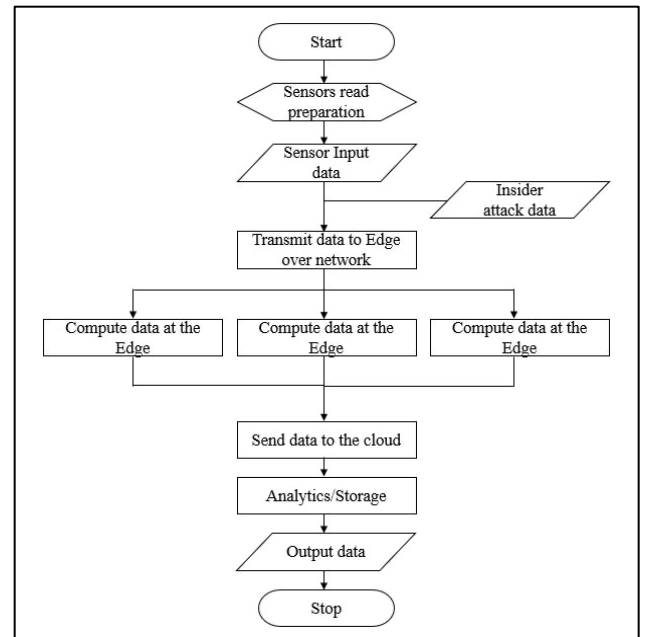 Start
Sensors read
preparation
Sensor Input
data
Insider
attack data
Transmit data to Edge
over network
Compute data at the
Edge
Compute data at the
Edge
Compute data at the
Edge
Send data to the cloud
Analytics/Storage
Output data
Stop